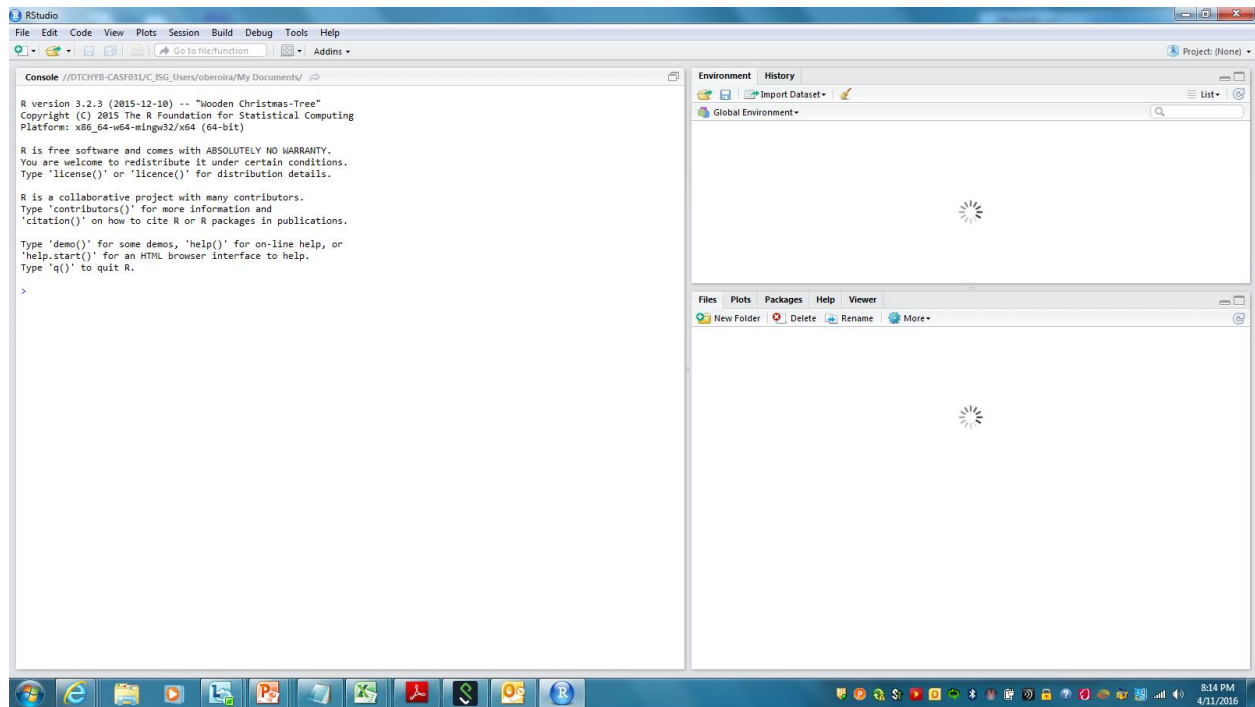 RStudio
File Edit Code View Plots Session Build Debug Tools Help
Go to file/function Addins Project: (None)
Console //DTCHYB-CASF031/C_ISG_Users/oberoira/My Documents/
R version 3.2.3 (2015-12-10) -- "Wooden Christmas-Tree"
Copyright (C) 2015 The R Foundation for Statistical Computing
Platform: x86_64-w64-mingw32/x64 (64-bit)
R is free software and comes with ABSOLUTELY NO WARRANTY.
You are welcome to redistribute it under certain conditions.
Type 'license()' or 'licence()' for distribution details.
R is a collaborative project with many contributors.
Type 'contributors()' for more information and
'citation()' on how to cite R or R packages in publications.
Type 'demo()' for some demos, 'help()' for on-line help, or
'help.start()' for an HTML browser interface to help.
Type 'q()' to quit R.
>
Environment History
Import Dataset List
Global Environment
Files Plots Packages Help Viewer
New Folder Delete Rename More
8:14 PM
4/11/2016